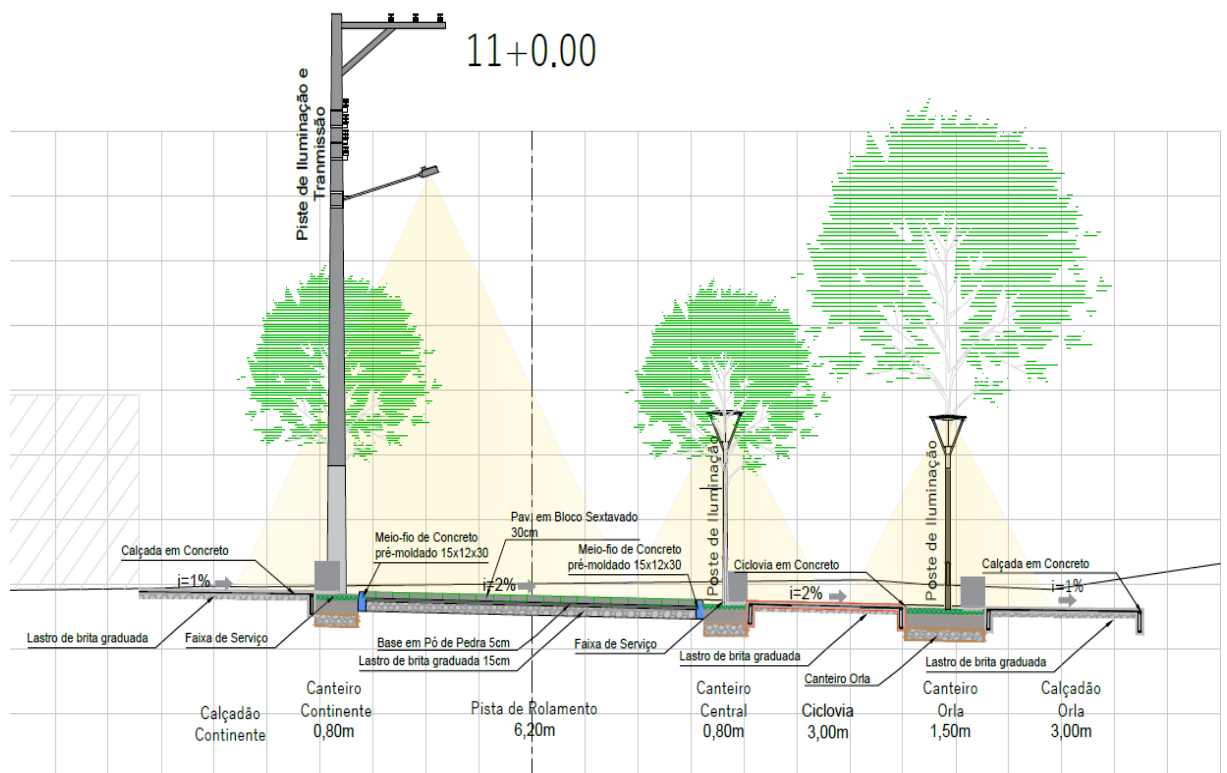 11+0.00
Piste de Iluminação e
Tranmissão
Poste de Iluminação
Poste de Iluminação
Pav. em Bloco Sextavado
30cm
Calçada em Concreto
Meio-fio de Concreto
pré-moldado 15x12x30
Meio-fio de Concreto
pré-moldado 15x12x30
Ciclovia em Concreto
Calçada em Concreto
i=1%
i=2%
i=2%
i=1%
Lastro de brita graduada
Faixa de Serviço
Base em Pó de Pedra 5cm
Lastro de brita graduada 15cm
Faixa de Serviço
Lastro de brita graduada
Canteiro Orla
Lastro de brita graduada
Calçadão
Continente
Canteiro
Continente
0,80m
Pista de Rolamento
6,20m
Canteiro
Central
0,80m
Ciclovia
3,00m
Canteiro
Orla
1,50m
Calçadão
Orla
3,00m